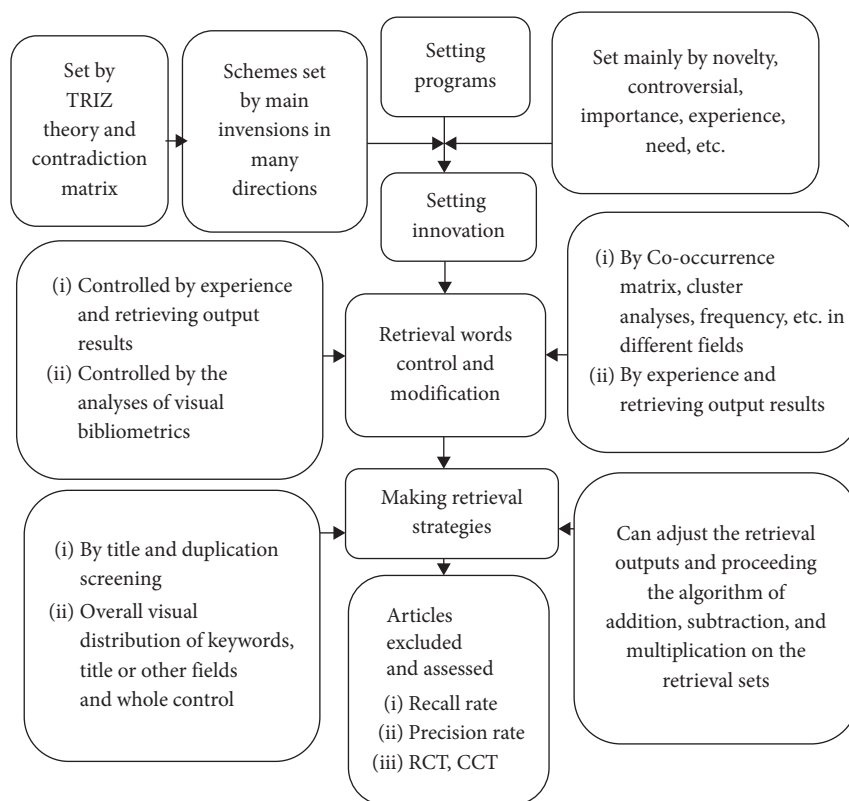 Set by
TRIZ
theory and
contradiction
matrix
Schemes set
by main
invensions in
many
directions
Setting
programs
Set mainly by novelty,
controversial,
importance, experience,
need, etc.
Setting
innovation
(i) Controlled by experience
and retrieving output
results
(ii) Controlled by the
analyses of visual
bibliometrics
Retrieval words
control and
modification
(i) By Co-occurrence
matrix, cluster
analyses, frequency, etc. in
different fields
(ii) By experience and
retrieving output results
Making retrieval
strategies
(i) By title and duplication
screening
(ii) Overall visual
distribution of keywords,
title or other fields
and whole control
Can adjust the retrieval
outputs and proceeding
the algorithm of
addition, subtraction, and
multiplication on the
retrieval sets
Articles
excluded
and assessed
(i) Recall rate
(ii) Precision rate
(iii) RCT, CCT